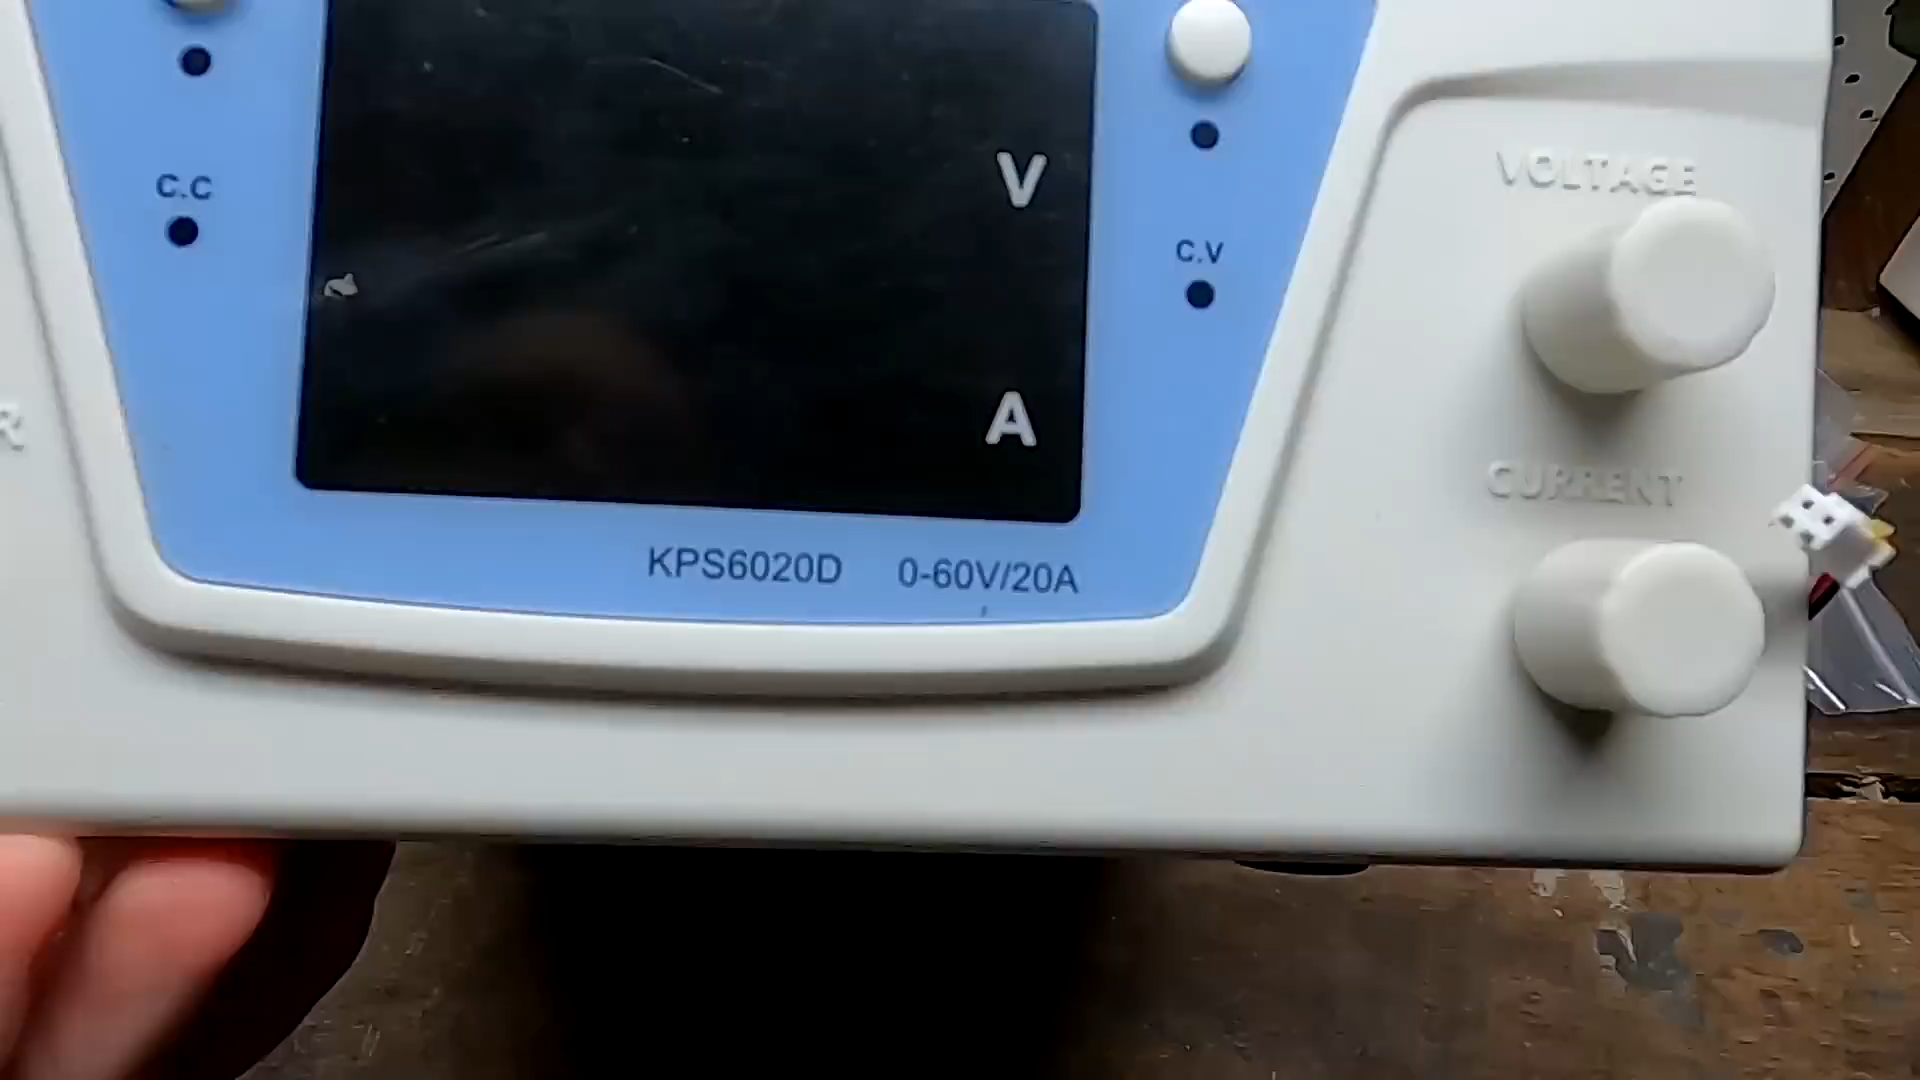 C.C
V
VOLTAGE
C.V
A
CURRENT
KPS6020D 0-60V/20A
R